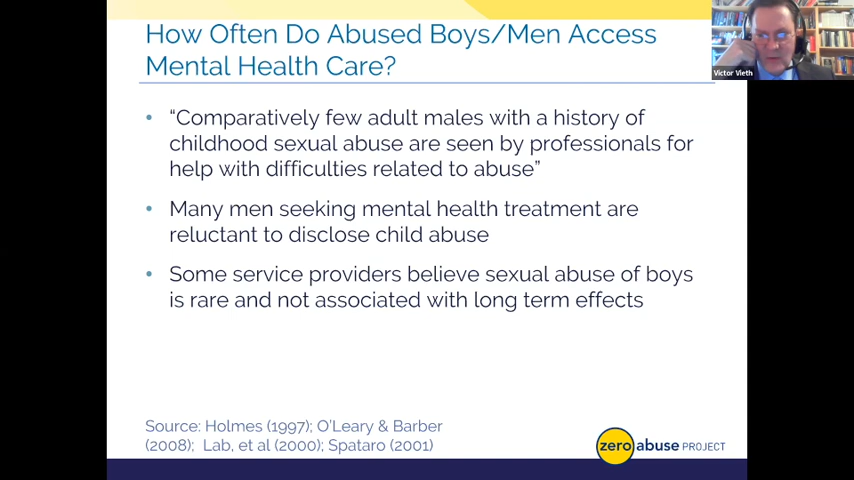 How Often Do Abused Boys/Men Access
Mental Health Care?
Victor Vieth
• “Comparatively few adult males with a history of
childhood sexual abuse are seen by professionals for
help with difficulties related to abuse”
• Many men seeking mental health treatment are
reluctant to disclose child abuse
• Some service providers believe sexual abuse of boys
is rare and not associated with long term effects
Source: Holmes (1997); O’Leary & Barber
(2008);  Lab, et al (2000); Spataro (2001)
zero abuse PROJECT